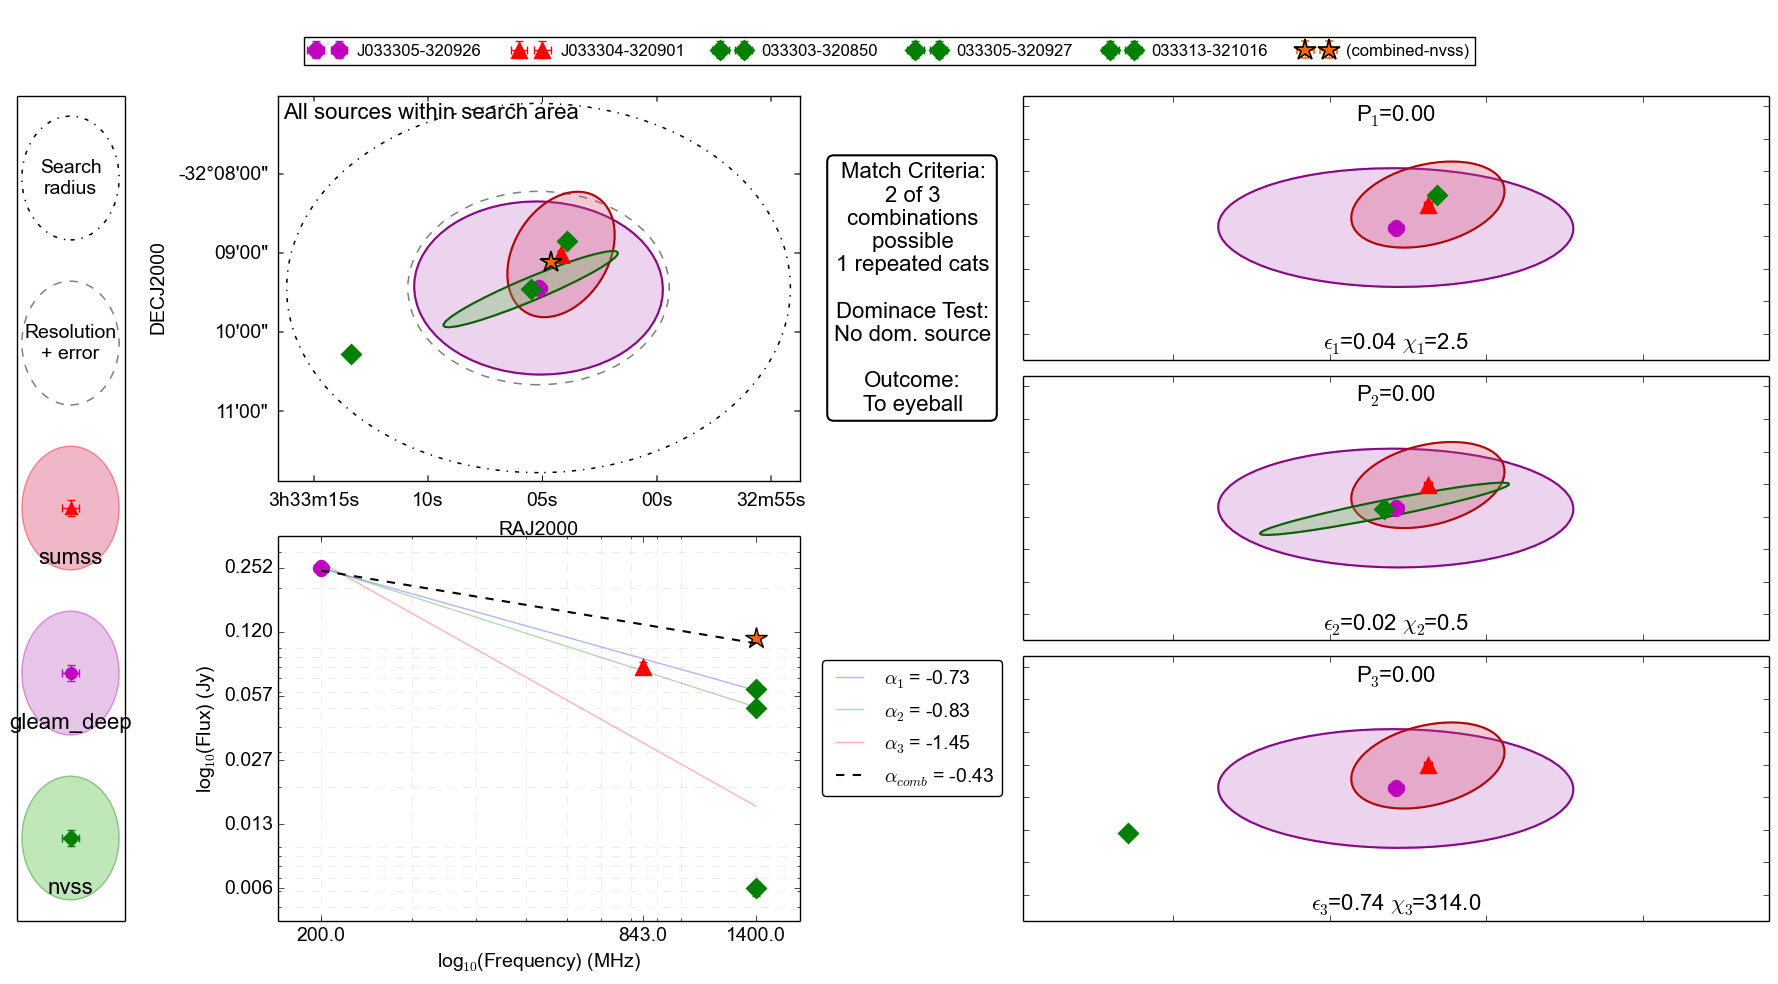 J033305-320926
J033304-320901
033303-320850
033305-320927
033313-321016
(combined-nvss)
Search
radius
Resolution
+ error
sumss
gleam_deep
nvss
All sources within search area
DECJ2000
-32°08'00"
09'00"
10'00"
11'00"
3h33m15s
10s
05s
00s
32m55s
RAJ2000
Match Criteria:
2 of 3
combinations
possible
1 repeated cats
Dominace Test:
No dom. source
Outcome:
To eyeball
log₁₀(Flux) (Jy)
0.252
0.120
0.057
0.027
0.013
0.006
200.0
843.0
1400.0
log₁₀(Frequency) (MHz)
α₁ = -0.73
α₂ = -0.83
α₃ = -1.45
α_comb = -0.43
P₁=0.00
ϵ₁=0.04 χ₁=2.5
P₂=0.00
ϵ₂=0.02 χ₂=0.5
P₃=0.00
ϵ₃=0.74 χ₃=314.0